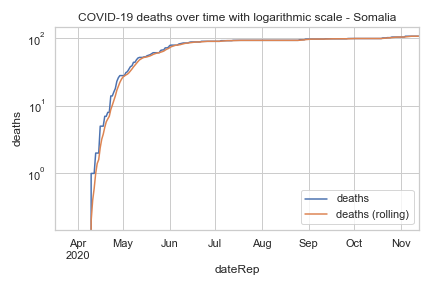 COVID-19 deaths over time with logarithmic scale - Somalia
10²
10¹
10⁰
deaths
deaths
deaths (rolling)
Apr May Jun Jul Aug Sep Oct Nov
2020
dateRep